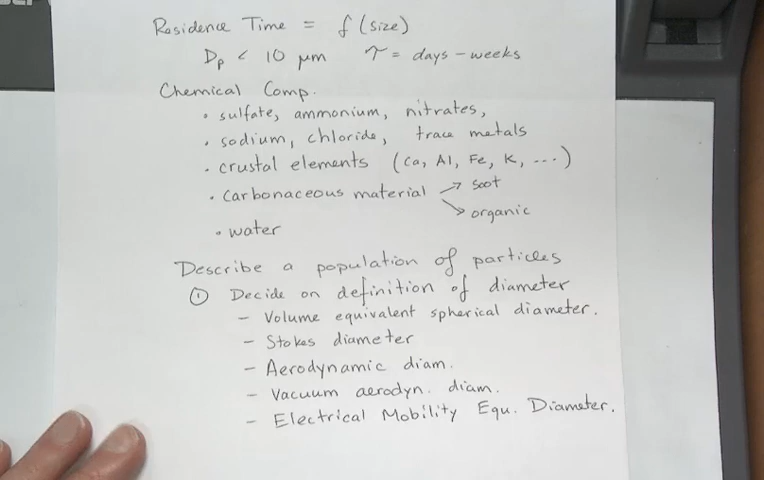 Residence Time = f (size)
Dp < 10 μm τ = days - weeks
Chemical Comp.
• sulfate, ammonium, nitrates,
• sodium, chloride, trace metals
• crustal elements (Ca, Al, Fe, K, ...)
• carbonaceous material → soot
↘ organic
• water
Describe a population of particles
① Decide on definition of diameter
- Volume equivalent spherical diameter.
- Stokes diameter
- Aerodynamic diam.
- Vacuum aerodyn. diam.
- Electrical Mobility Equ. Diameter.